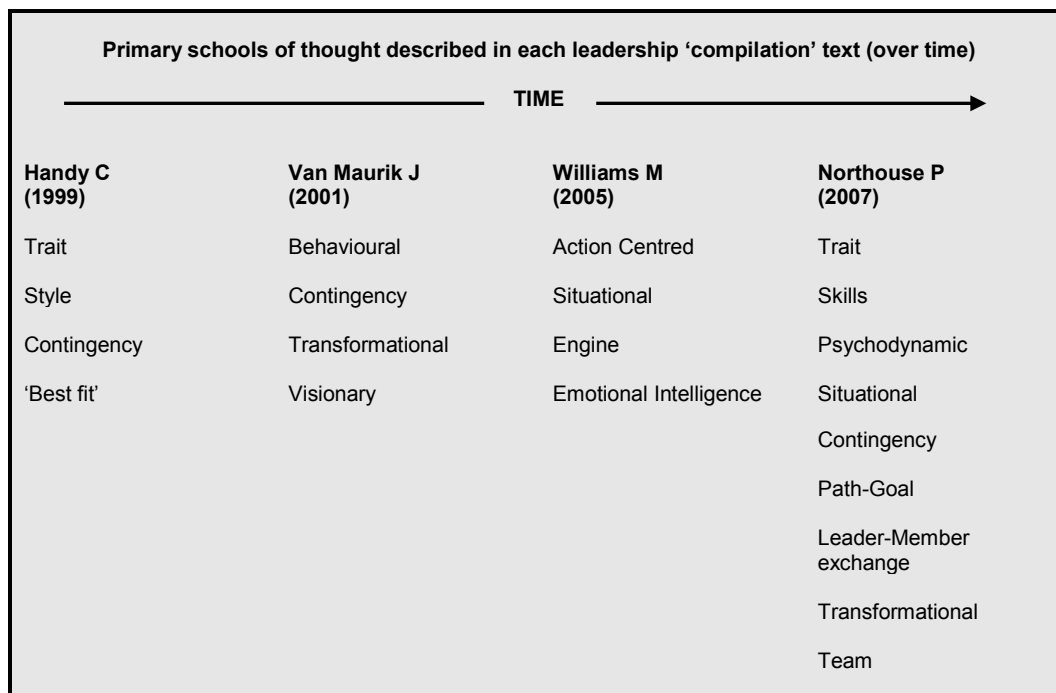 Primary schools of thought described in each leadership ‘compilation’ text (over time)
TIME
Handy C
(1999)
Trait
Style
Contingency
‘Best fit’
Van Maurik J
(2001)
Behavioural
Contingency
Transformational
Visionary
Williams M
(2005)
Action Centred
Situational
Engine
Emotional Intelligence
Northouse P
(2007)
Trait
Skills
Psychodynamic
Situational
Contingency
Path-Goal
Leader-Member
exchange
Transformational
Team